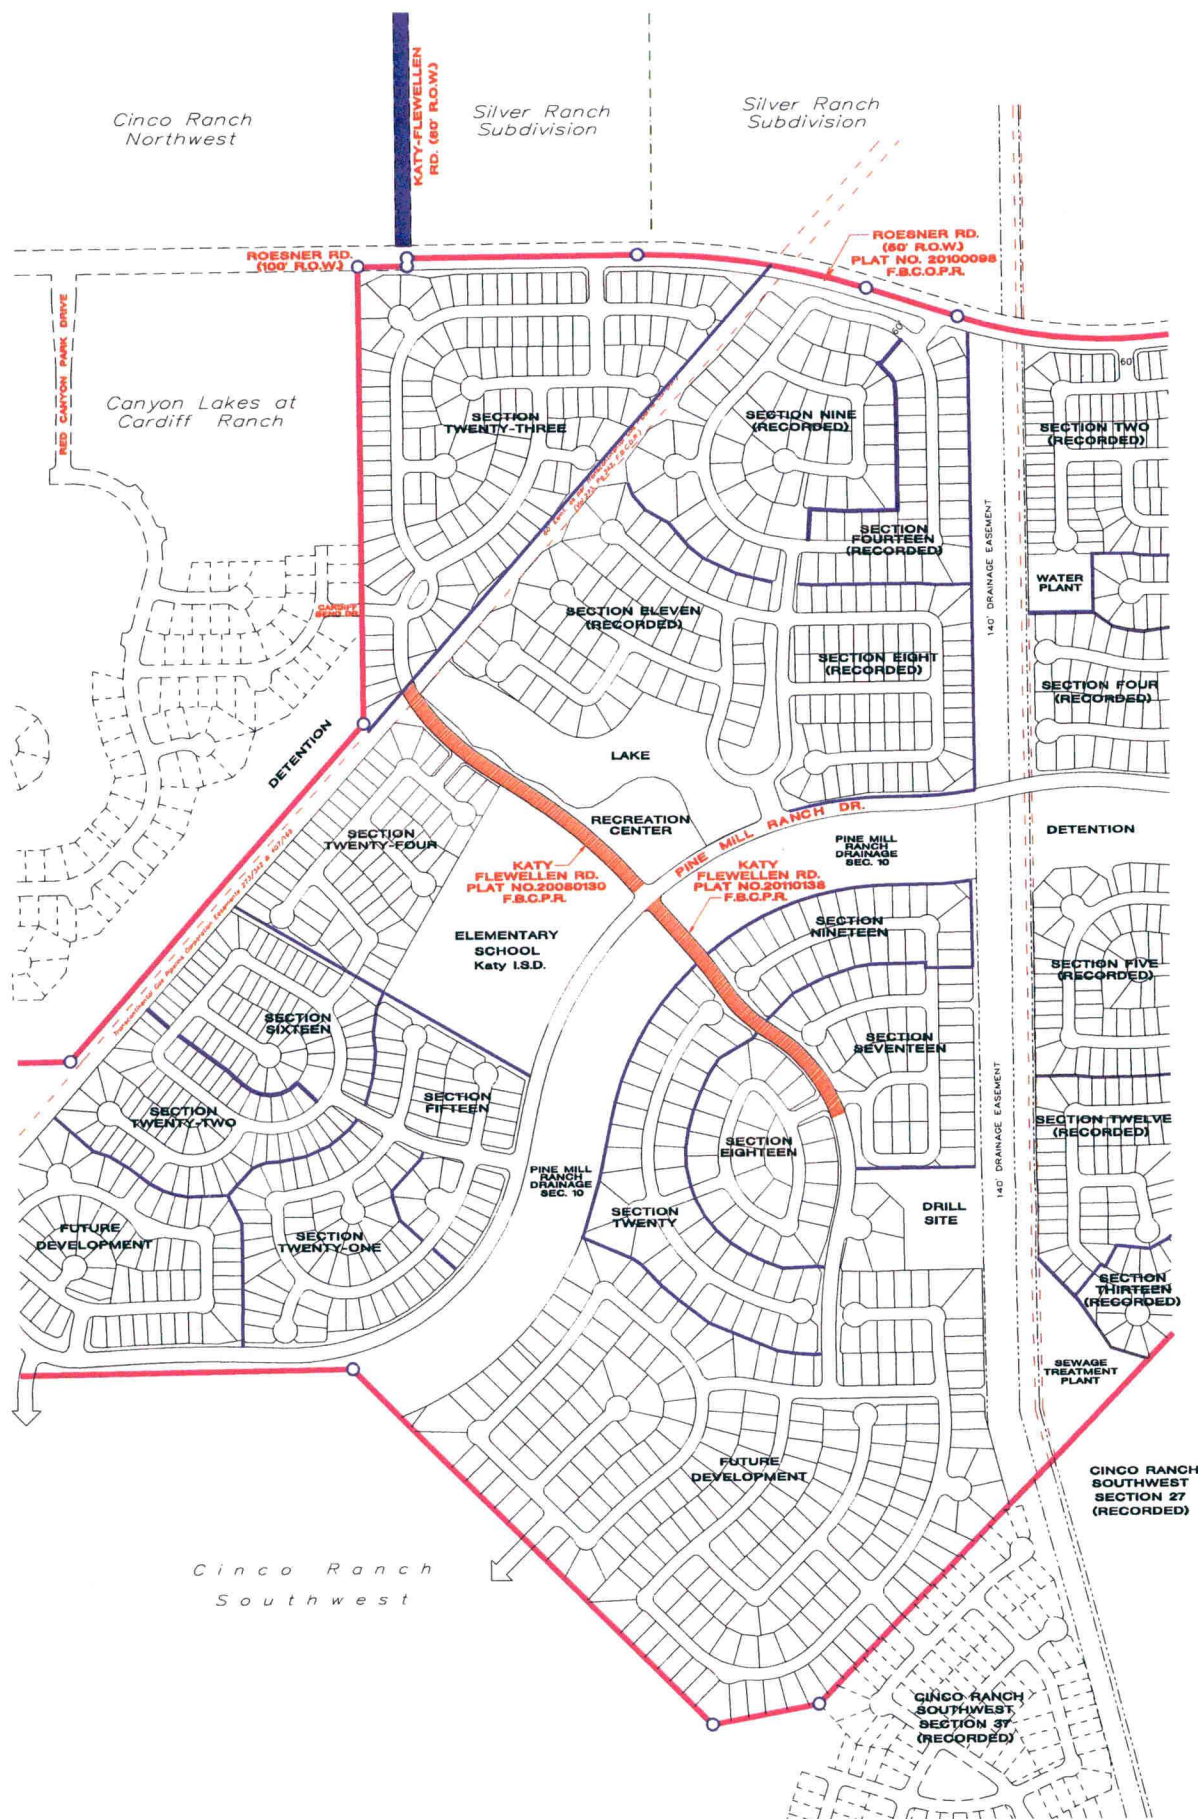 KATY-FLEWELLEN
RD. (60' R.O.W.)
Cinco Ranch
Northwest
Silver Ranch
Subdivision
Silver Ranch
Subdivision
ROESNER RD.
(100' R.O.W.)
ROESNER RD.
(60' R.O.W.)
PLAT NO. 20100098
F.B.C.O.P.R.
RED CANYON PARK DRIVE
Canyon Lakes at
Cardiff Ranch
60'
60'
SECTION
TWENTY-THREE
SECTION NINE
(RECORDED)
SECTION TWO
(RECORDED)
SECTION
FOURTEEN
(RECORDED)
140' DRAINAGE EASEMENT
WATER
PLANT
CARDIFF
BEND DR.
SECTION ELEVEN
(RECORDED)
SECTION EIGHT
(RECORDED)
SECTION FOUR
(RECORDED)
DETENTION
LAKE
RECREATION
CENTER
PINE MILL RANCH DR.
PINE MILL
RANCH
DRAINAGE
SEC. 10
DETENTION
SECTION
TWENTY-FOUR
KATY
FLEWELLEN RD.
PLAT NO.20080130
F.B.C.P.R.
KATY
FLEWELLEN RD.
PLAT NO.20110138
F.B.C.P.R.
ELEMENTARY
SCHOOL
Katy I.S.D.
SECTION
NINETEEN
SECTION FIVE
(RECORDED)
SECTION
SIXTEEN
SECTION
SEVENTEEN
SECTION
FIFTEEN
SECTION
TWENTY-TWO
SECTION TWELVE
(RECORDED)
SECTION
EIGHTEEN
140' DRAINAGE EASEMENT
PINE MILL
RANCH
DRAINAGE
SEC. 10
SECTION
TWENTY
DRILL
SITE
FUTURE
DEVELOPMENT
SECTION
TWENTY-ONE
SECTION
THIRTEEN
(RECORDED)
SEWAGE
TREATMENT
PLANT
FUTURE
DEVELOPMENT
CINCO RANCH
SOUTHWEST
SECTION 27
(RECORDED)
Cinco Ranch
Southwest
CINCO RANCH
SOUTHWEST
SECTION 37
(RECORDED)